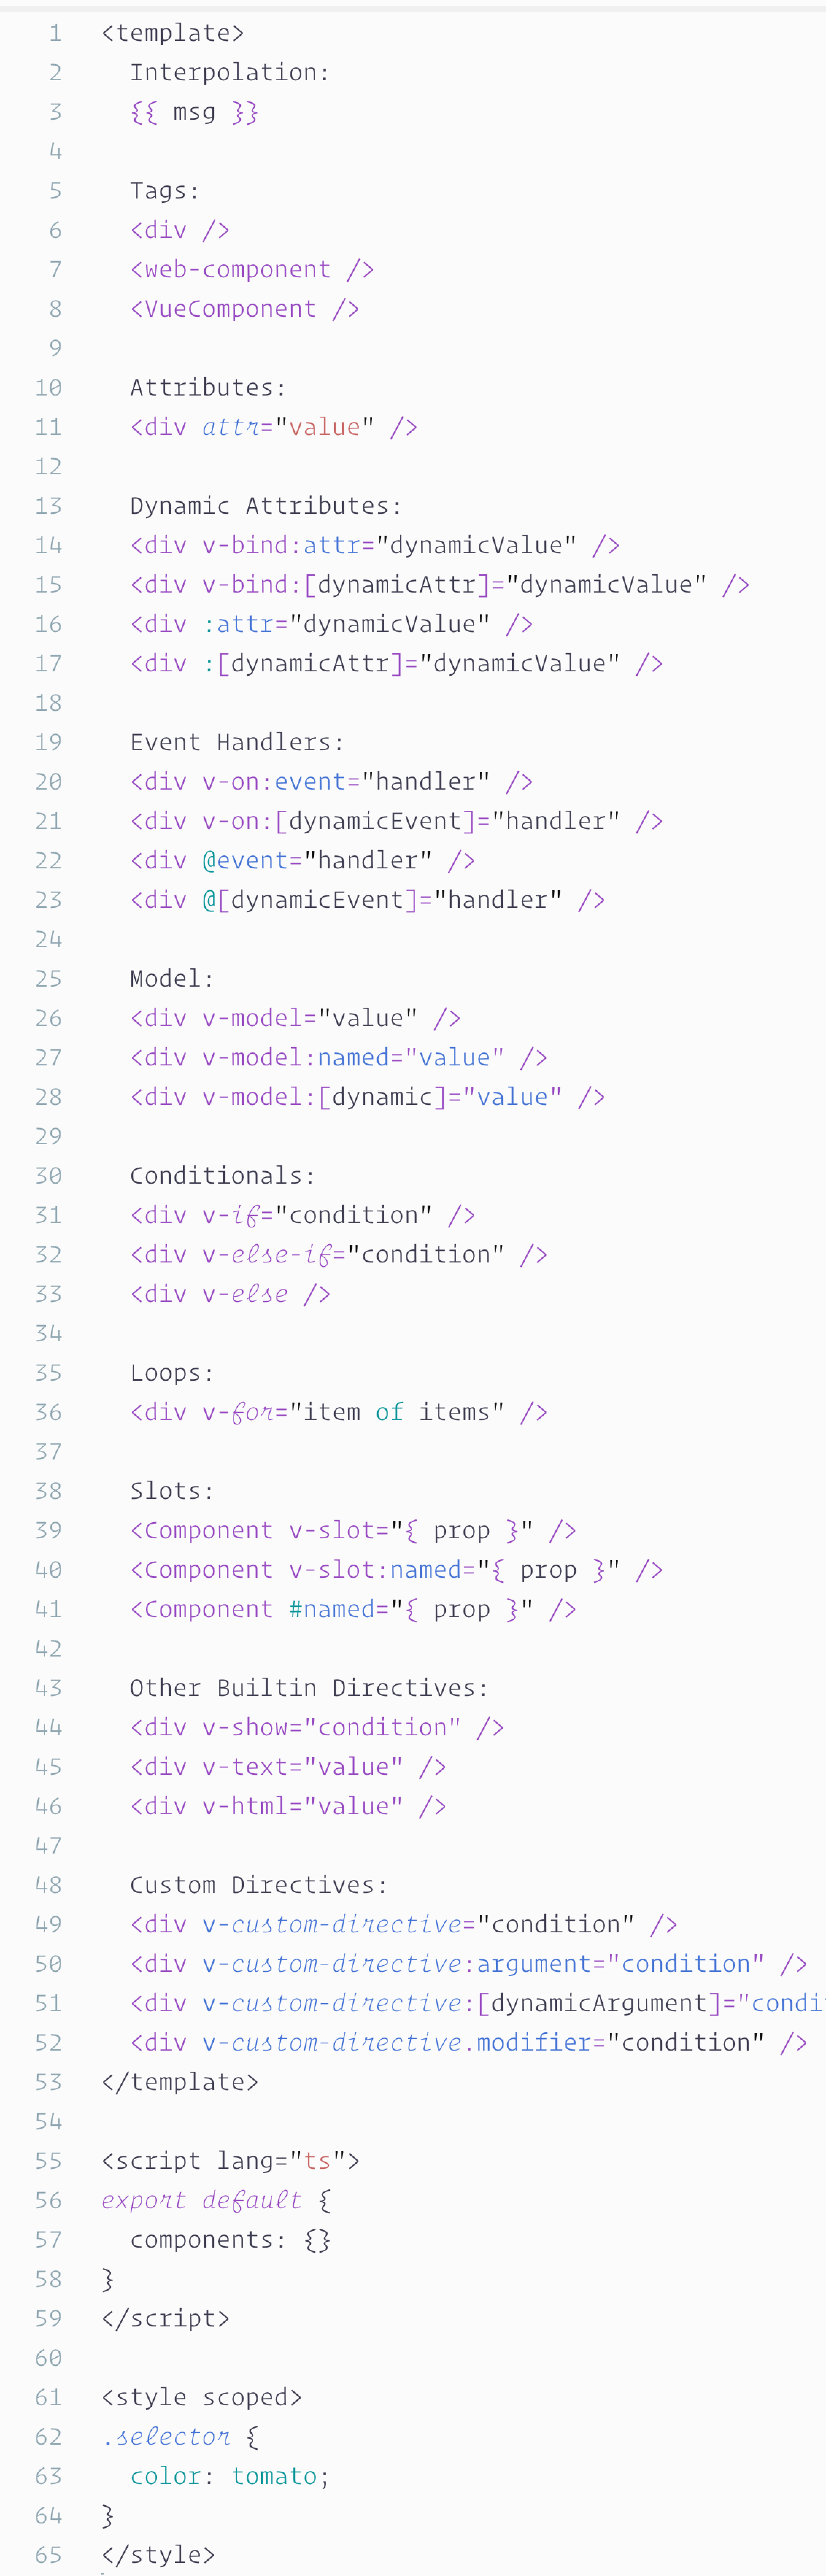 1 <template>
2 Interpolation:
3 {{ msg }}
4
5 Tags:
6 <div />
7 <web-component />
8 <VueComponent />
9
10 Attributes:
11 <div attr="value" />
12
13 Dynamic Attributes:
14 <div v-bind:attr="dynamicValue" />
15 <div v-bind:[dynamicAttr]="dynamicValue" />
16 <div :attr="dynamicValue" />
17 <div :[dynamicAttr]="dynamicValue" />
18
19 Event Handlers:
20 <div v-on:event="handler" />
21 <div v-on:[dynamicEvent]="handler" />
22 <div @event="handler" />
23 <div @[dynamicEvent]="handler" />
24
25 Model:
26 <div v-model="value" />
27 <div v-model:named="value" />
28 <div v-model:[dynamic]="value" />
29
30 Conditionals:
31 <div v-if="condition" />
32 <div v-else-if="condition" />
33 <div v-else />
34
35 Loops:
36 <div v-for="item of items" />
37
38 Slots:
39 <Component v-slot="{ prop }" />
40 <Component v-slot:named="{ prop }" />
41 <Component #named="{ prop }" />
42
43 Other Builtin Directives:
44 <div v-show="condition" />
45 <div v-text="value" />
46 <div v-html="value" />
47
48 Custom Directives:
49 <div v-custom-directive="condition" />
50 <div v-custom-directive:argument="condition" />
51 <div v-custom-directive:[dynamicArgument]="condi
52 <div v-custom-directive.modifier="condition" />
53 </template>
54
55 <script lang="ts">
56 export default {
57 components: {}
58 }
59 </script>
60
61 <style scoped>
62 .selector {
63 color: tomato;
64 }
65 </style>